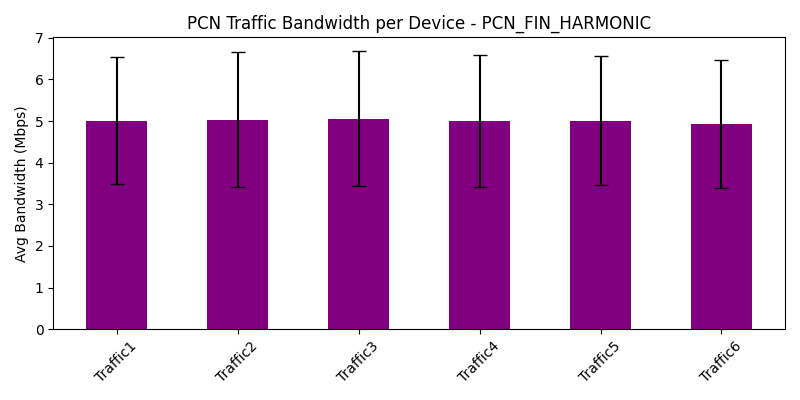 PCN Traffic Bandwidth per Device - PCN_FIN_HARMONIC
Avg Bandwidth (Mbps)
7
6
5
4
3
2
1
0
Traffic1
Traffic2
Traffic3
Traffic4
Traffic5
Traffic6